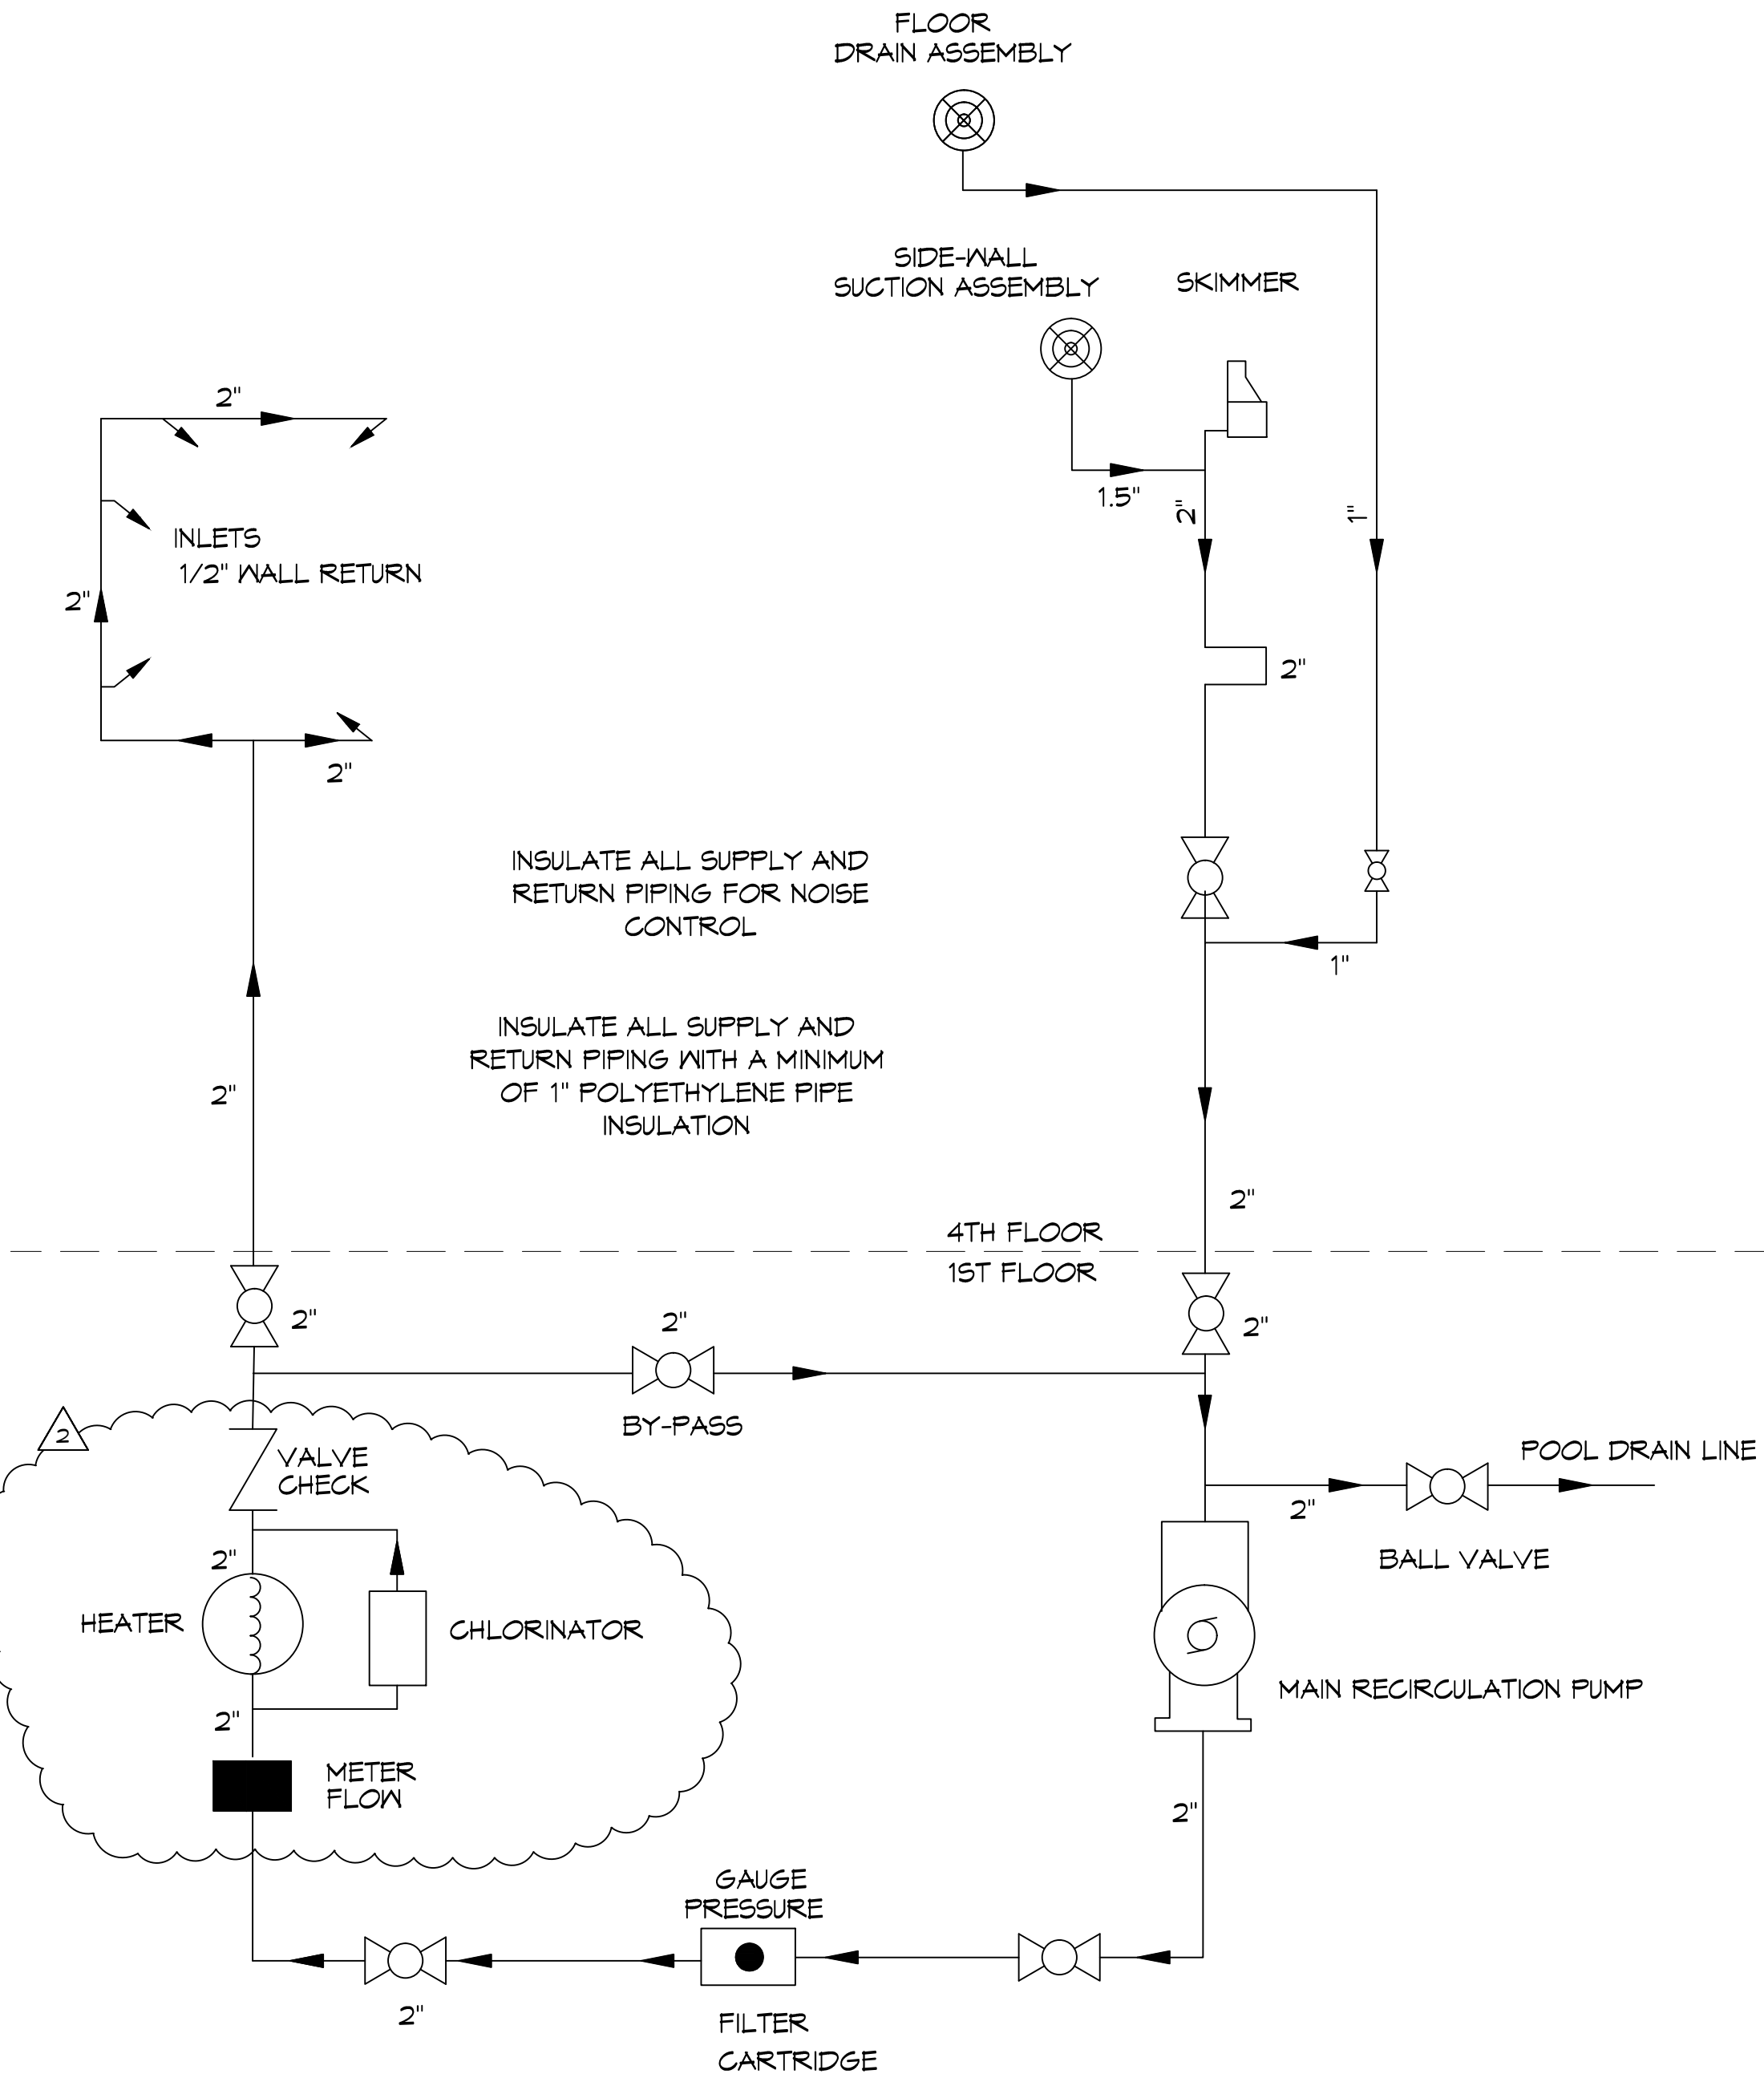 FLOOR
DRAIN ASSEMBLY
SIDE-WALL
SUCTION ASSEMBLY
SKIMMER
2"
1.5"
2"
1"
INLETS
1/2" WALL RETURN
2"
2"
2"
INSULATE ALL SUPPLY AND
RETURN PIPING FOR NOISE
CONTROL
1"
INSULATE ALL SUPPLY AND
RETURN PIPING WITH A MINIMUM
OF 1" POLYETHYLENE PIPE
INSULATION
2"
2"
4TH FLOOR
1ST FLOOR
2"
2"
2"
BY-PASS
2
VALVE
CHECK
POOL DRAIN LINE
2"
BALL VALVE
2"
HEATER
CHLORINATOR
MAIN RECIRCULATION PUMP
2"
METER
FLOW
2"
GAUGE
PRESSURE
2"
FILTER
CARTRIDGE